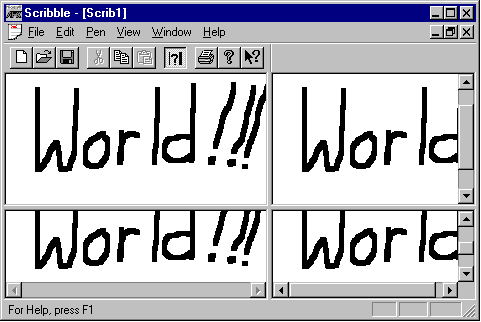 Scribble - [Scrib1]
File Edit Pen View Window Help
World!!! World
World!!! World
For Help, press F1